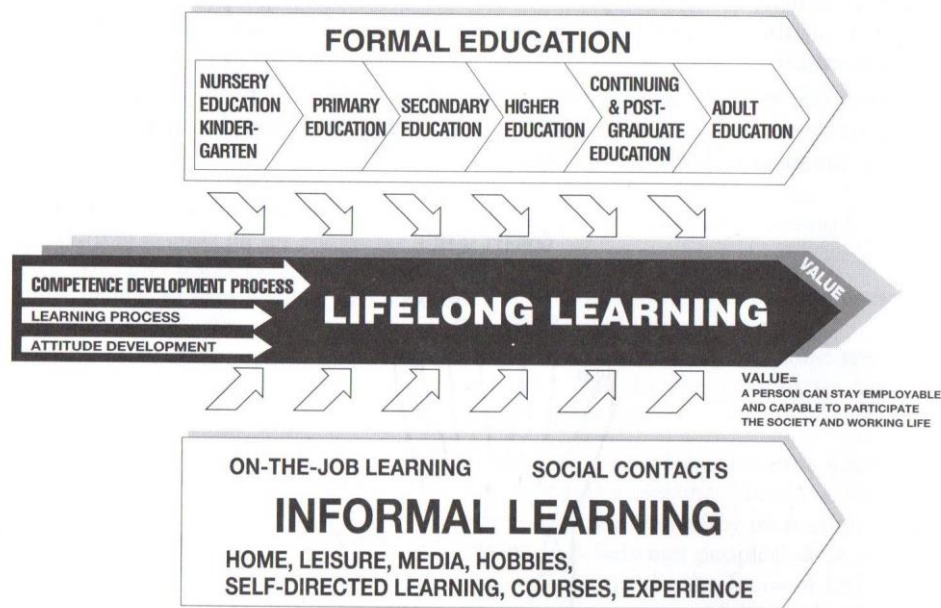 FORMAL EDUCATION
NURSERY
EDUCATION
KINDER-
GARTEN
PRIMARY
EDUCATION
SECONDARY
EDUCATION
HIGHER
EDUCATION
CONTINUING
& POST-
GRADUATE
EDUCATION
ADULT
EDUCATION
COMPETENCE DEVELOPMENT PROCESS
LEARNING PROCESS
ATTITUDE DEVELOPMENT
LIFELONG LEARNING
VALUE
VALUE=
A PERSON CAN STAY EMPLOYABLE
AND CAPABLE TO PARTICIPATE
THE SOCIETY AND WORKING LIFE
ON-THE-JOB LEARNING
SOCIAL CONTACTS
INFORMAL LEARNING
HOME, LEISURE, MEDIA, HOBBIES,
SELF-DIRECTED LEARNING, COURSES, EXPERIENCE